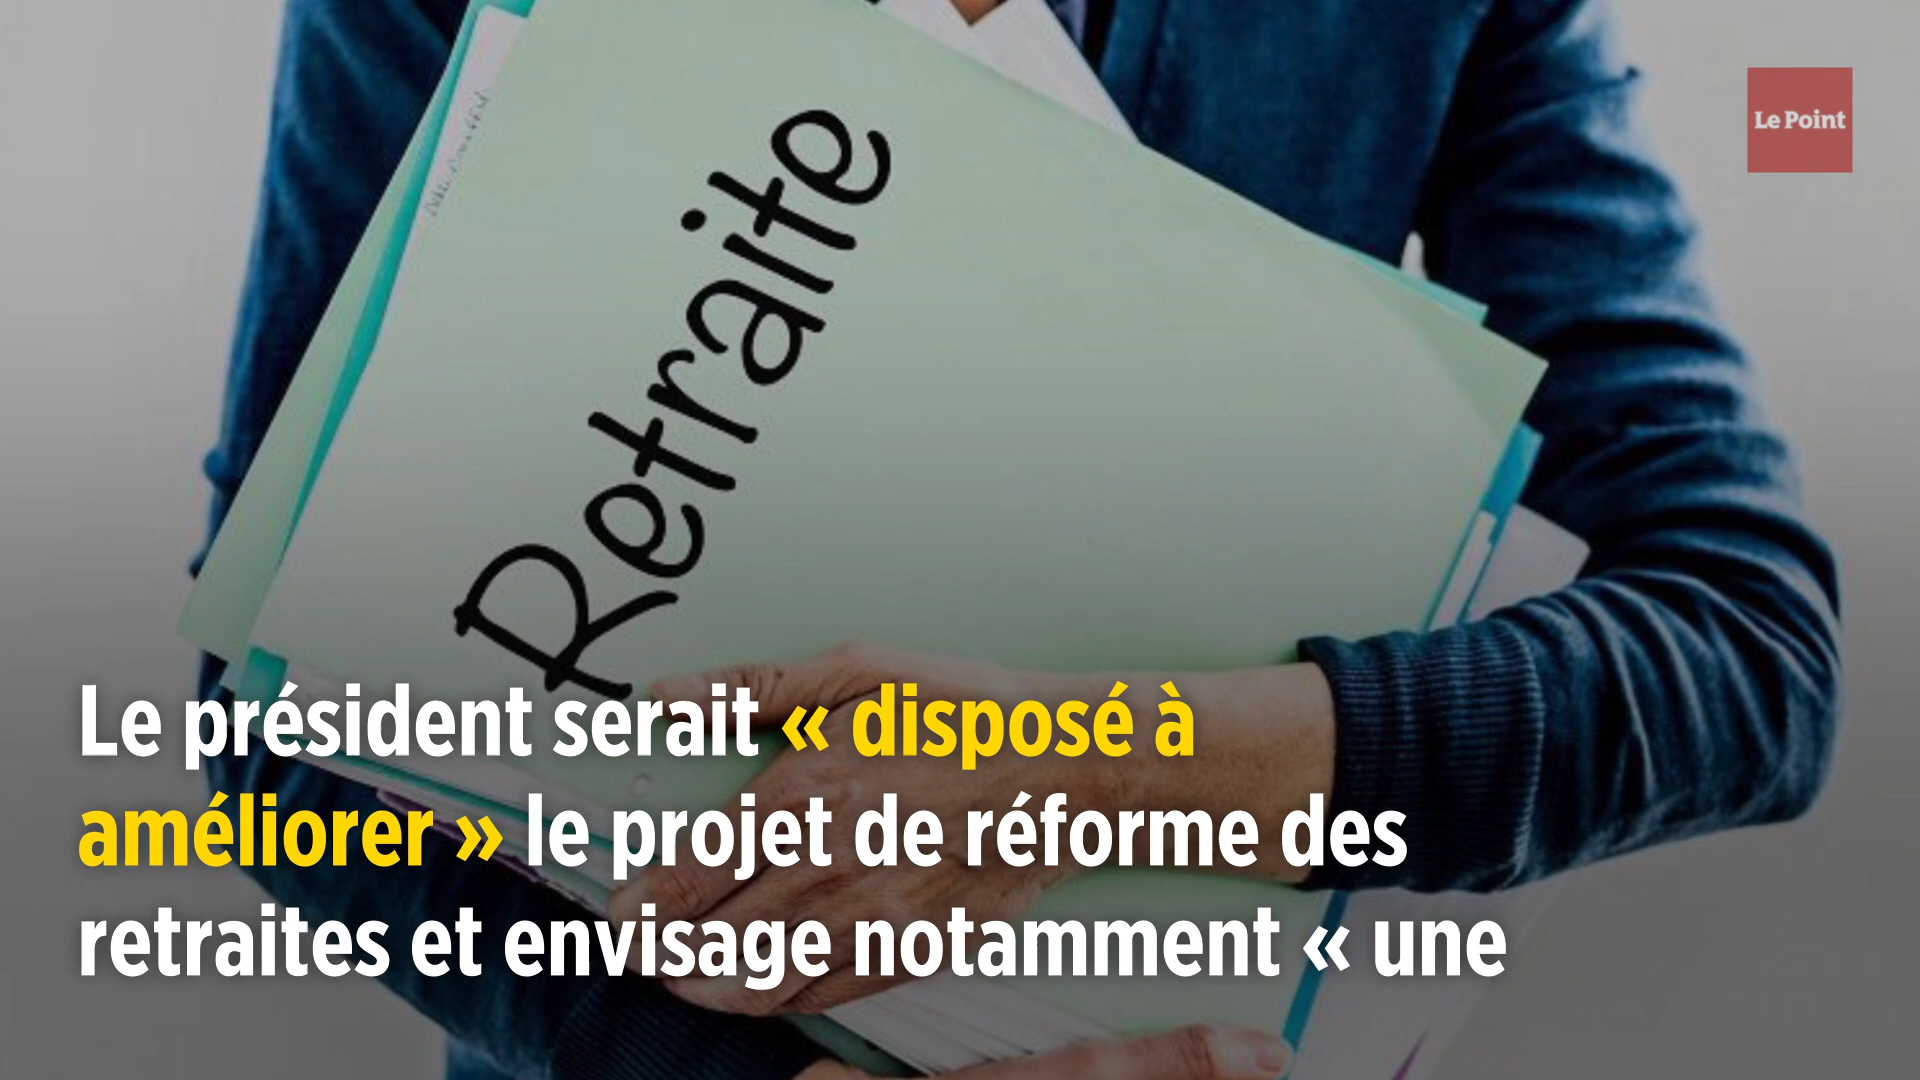 Le Point
Retraite
Le président serait « disposé à
améliorer » le projet de réforme des
retraites et envisage notamment « une